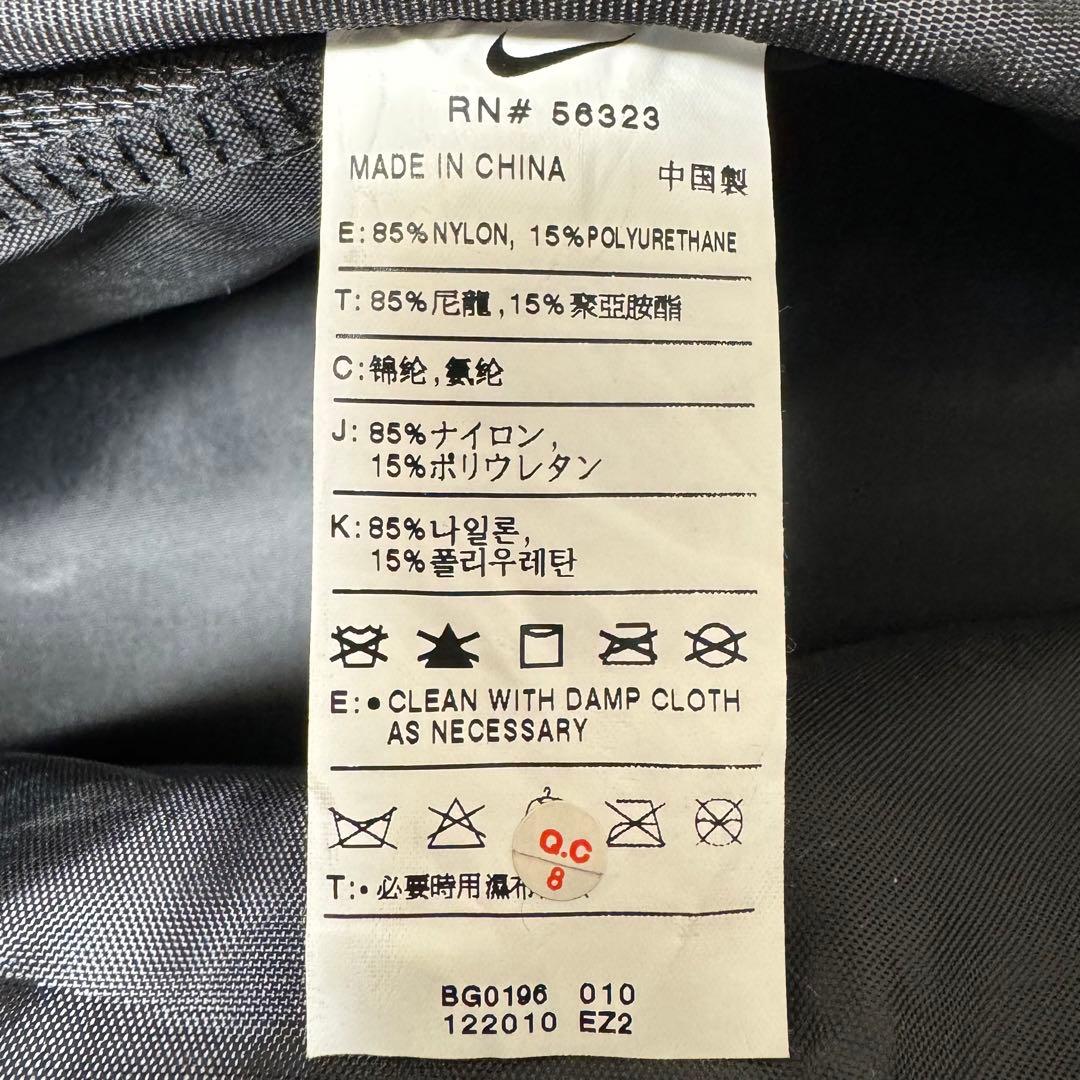 RN# 56323
MADE IN CHINA 中国製
E: 85% NYLON, 15% POLYURETHANE
T: 85% 尼龍, 15% 聚亞胺酯
C: 锦纶, 氨纶
J: 85% ナイロン,
15% ポリウレタン
K: 85% 나일론,
15% 폴리우레탄
E: • CLEAN WITH DAMP CLOTH
AS NECESSARY
Q.C
8
T: • 必要時用濕布
BG0196 010
122010 EZ2